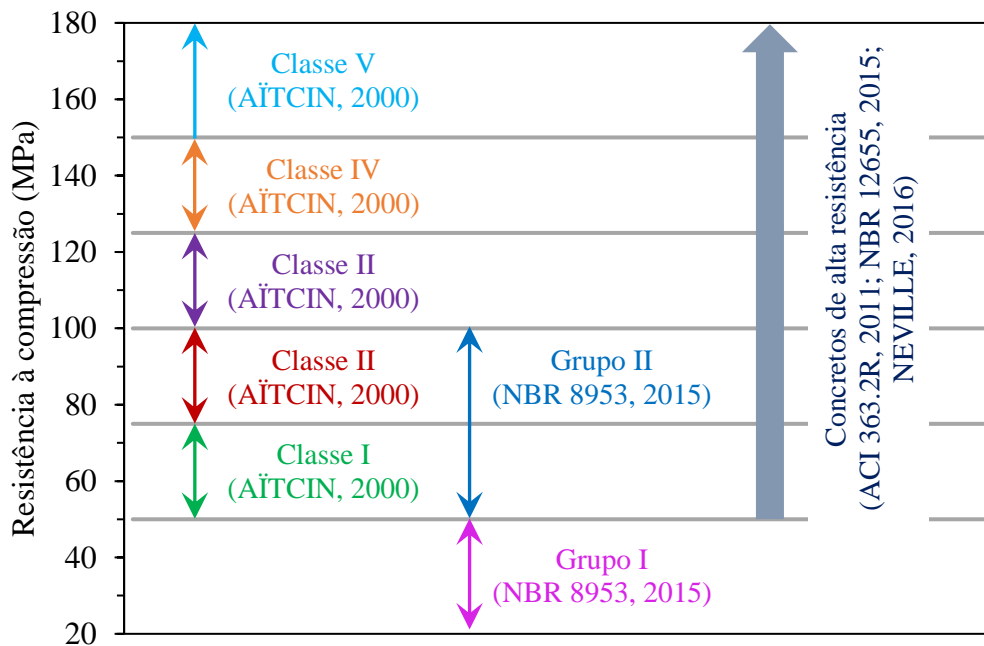 Resistência à compressão (MPa)
180
160
140
120
100
80
60
40
20
Classe V
(AÏTCIN, 2000)
Classe IV
(AÏTCIN, 2000)
Classe II
(AÏTCIN, 2000)
Classe II
(AÏTCIN, 2000)
Classe I
(AÏTCIN, 2000)
Grupo II
(NBR 8953, 2015)
Grupo I
(NBR 8953, 2015)
Concretos de alta resistência
(ACI 363.2R, 2011; NBR 12655, 2015;
NEVILLE, 2016)